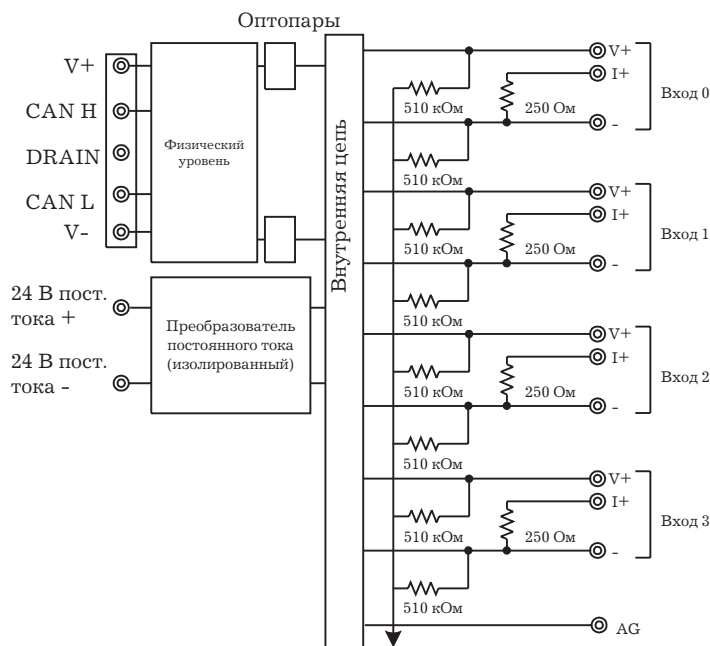 Оптопары
V+
CAN H
DRAIN
CAN L
V-
Физический
уровень
24 В пост.
тока +
24 В пост.
тока -
Преобразователь
постоянного тока
(изолированный)
Внутренняя цепь
V+
I+
510 кОм
250 Ом
-
Вход 0
510 кОм
V+
I+
510 кОм
250 Ом
-
Вход 1
510 кОм
V+
I+
510 кОм
250 Ом
-
Вход 2
510 кОм
V+
I+
510 кОм
250 Ом
-
Вход 3
510 кОм
AG